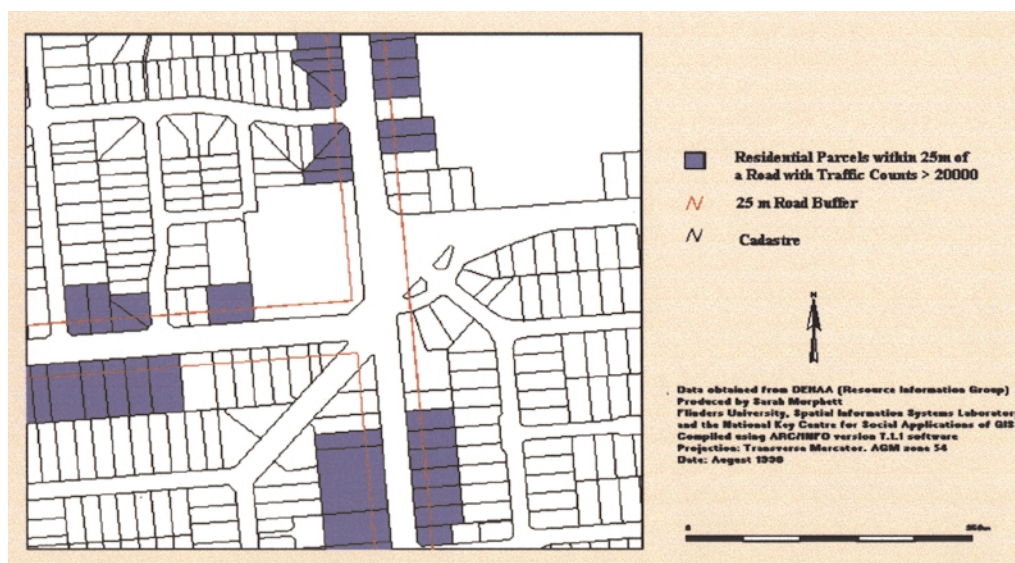 Residential Parcels within 25m of
a Road with Traffic Counts > 20000
25 m Road Buffer
Cadastre
N
Data obtained from DEHAA (Resource Information Group)
Produced by Sarah Morphett
Flinders University, Spatial Information Systems Laboratory
and the National Key Centre for Social Applications of GIS
Compiled using ARC/INFO version 7.1.1 software
Projection: Transverse Mercator. AGM zone 54
Date: August 1998
0